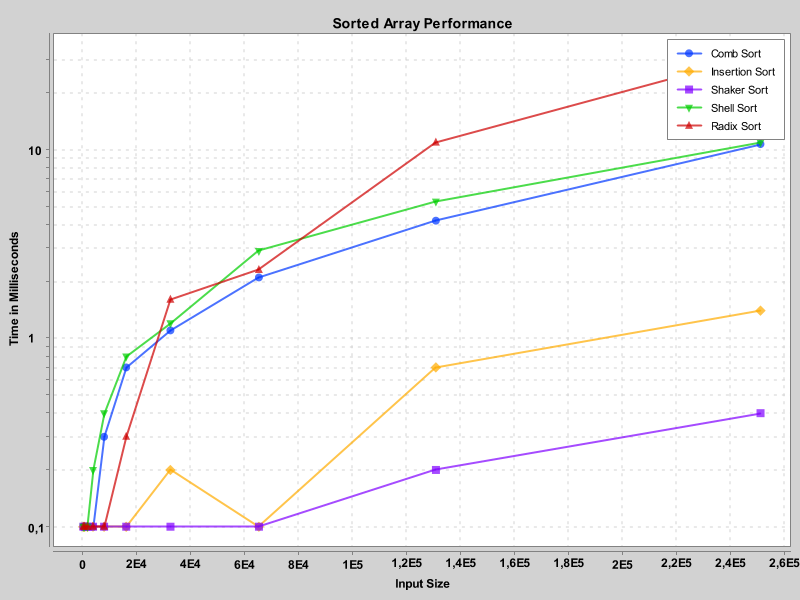 Sorted Array Performance
Comb Sort
Insertion Sort
Shaker Sort
Shell Sort
Radix Sort
Time in Milliseconds
10
1
0,1
0 2E4 4E4 6E4 8E4 1E5 1,2E5 1,4E5 1,6E5 1,8E5 2E5 2,2E5 2,4E5 2,6E5
Input Size